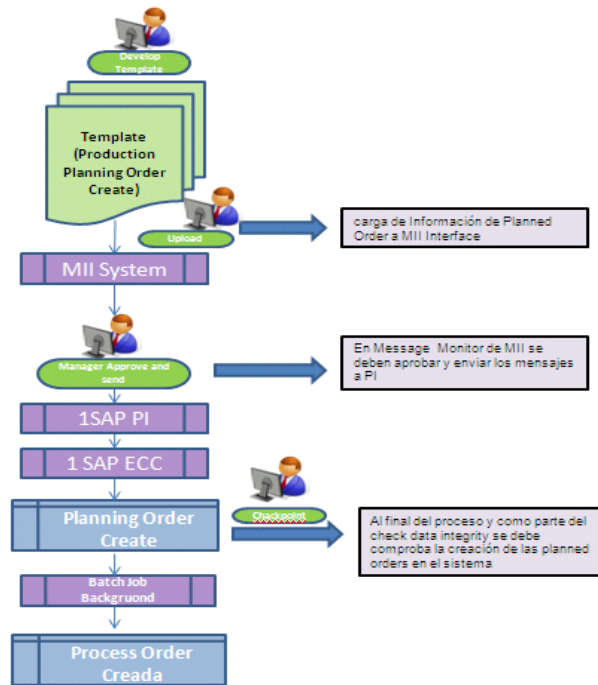 Develop
Template
Template
(Production
Planning Order
Create)
Upload
carga de Información de Planned
Order a MII Interface
MII System
Manager Approve and
send
En Message Monitor de MII se
deben aprobar y enviar los mensajes
a PI
1SAP PI
1 SAP ECC
Planning Order
Create
Checkpoint
Al final del proceso y como parte del
check data integrity se debe
comproba la creación de las planned
orders en el sistema
Batch Job
Backgruond
Process Order
Creada